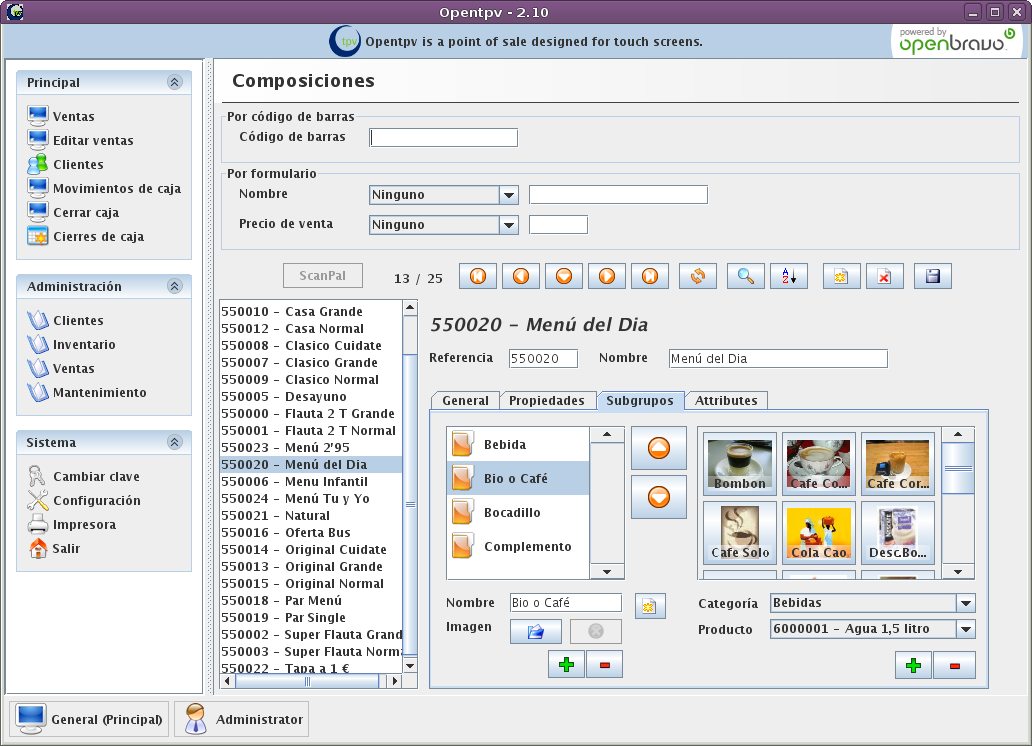 Opentpv - 2.10
tpv Opentpv is a point of sale designed for touch screens.
powered by
openbravo
Principal
Ventas
Editar ventas
Clientes
Movimientos de caja
Cerrar caja
Cierres de caja
Administración
Clientes
Inventario
Ventas
Mantenimiento
Sistema
Cambiar clave
Configuración
Impresora
Salir
Composiciones
Por código de barras
Código de barras
Por formulario
Nombre Ninguno
Precio de venta Ninguno
ScanPal 13 / 25
550010 - Casa Grande
550012 - Casa Normal
550008 - Clasico Cuidate
550007 - Clasico Grande
550009 - Clasico Normal
550005 - Desayuno
550000 - Flauta 2 T Grande
550001 - Flauta 2 T Normal
550023 - Menú 2'95
550020 - Menú del Dia
550006 - Menu Infantil
550024 - Menú Tu y Yo
550021 - Natural
550016 - Oferta Bus
550014 - Original Cuidate
550013 - Original Grande
550015 - Original Normal
550018 - Par Menú
550019 - Par Single
550002 - Super Flauta Grand
550003 - Super Flauta Norma
550022 - Tapa a 1 €
550020 - Menú del Dia
Referencia 550020 Nombre Menú del Dia
General Propiedades Subgrupos Attributes
Bebida
Bio o Café
Bocadillo
Complemento
Bombon Cafe Co... Cafe Cor...
Cafe Solo Cola Cao Desc.Bo...
Nombre Bio o Café
Imagen
Categoría Bebidas
Producto 6000001 - Agua 1,5 litro
General (Principal) Administrator